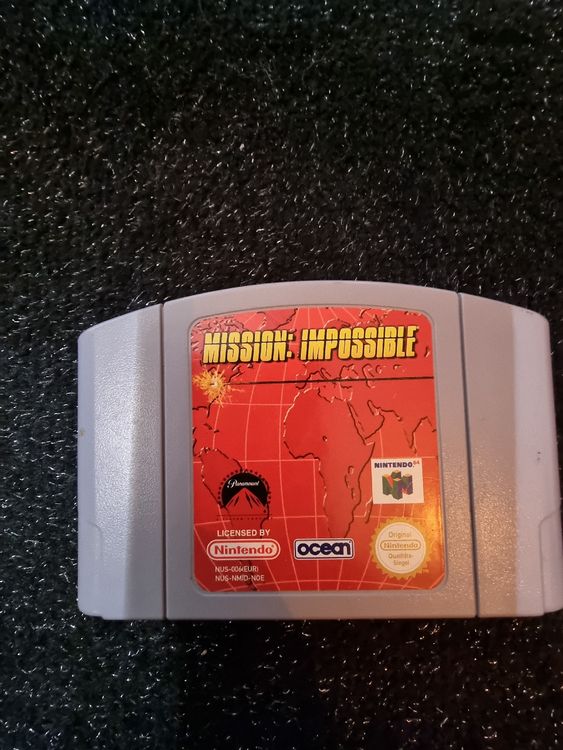 MISSION: IMPOSSIBLE
Paramount
NINTENDO 64
LICENSED BY
Nintendo
ocean
Original
Nintendo
Qualitäts-
Siegel
NUS-006(EUR)
NUS-NMID-NOE